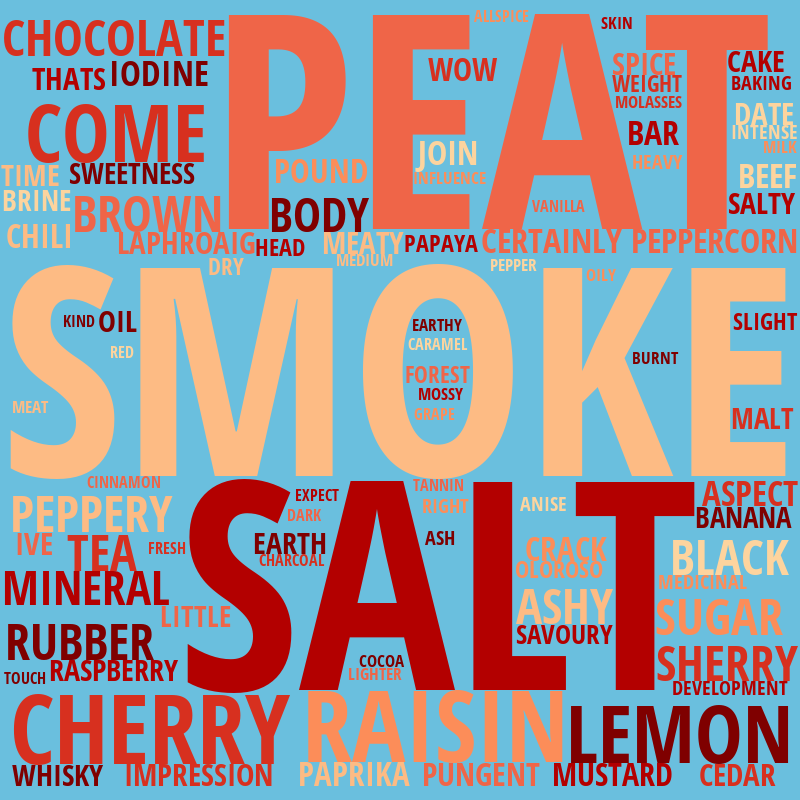 PEAT
CHOCOLATE
ALLSPICE
SKIN
THATS
IODINE
WOW
SPICE
CAKE
WEIGHT
BAKING
MOLASSES
COME
DATE
BAR
INTENSE
MILK
JOIN
HEAVY
TIME
SWEETNESS
POUND
INFLUENCE
BEEF
BRINE
BROWN
BODY
VANILLA
SALTY
CHILI
LAPHROAIG
HEAD
MEATY
PAPAYA
CERTAINLY
PEPPERCORN
DRY
MEDIUM
PEPPER
OILY
SMOKE
KIND
OIL
EARTHY
SLIGHT
RED
CARAMEL
BURNT
FOREST
MOSSY
MEAT
GRAPE
MALT
SALT
CINNAMON
TANNIN
EXPECT
ASPECT
PEPPERY
DARK
RIGHT
ANISE
BANANA
IVE
TEA
FRESH
EARTH
ASH
CRACK
BLACK
CHARCOAL
OLOROSO
MINERAL
MEDICINAL
LITTLE
ASHY
SUGAR
RUBBER
SAVOURY
TOUCH
RASPBERRY
COCOA
SHERRY
LIGHTER
DEVELOPMENT
CHERRY
RAISIN
LEMON
WHISKY
IMPRESSION
PAPRIKA
PUNGENT
MUSTARD
CEDAR